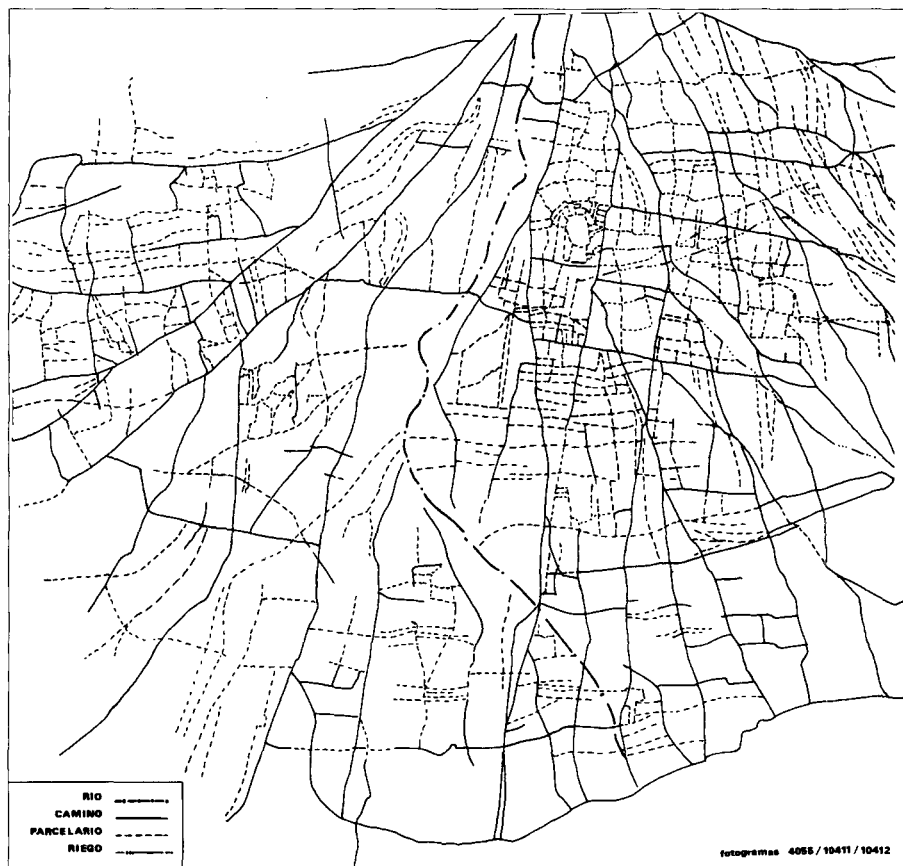 RIO
CAMINO
PARCELARIO
RIEGO
fotogramas 4055/10411/10412